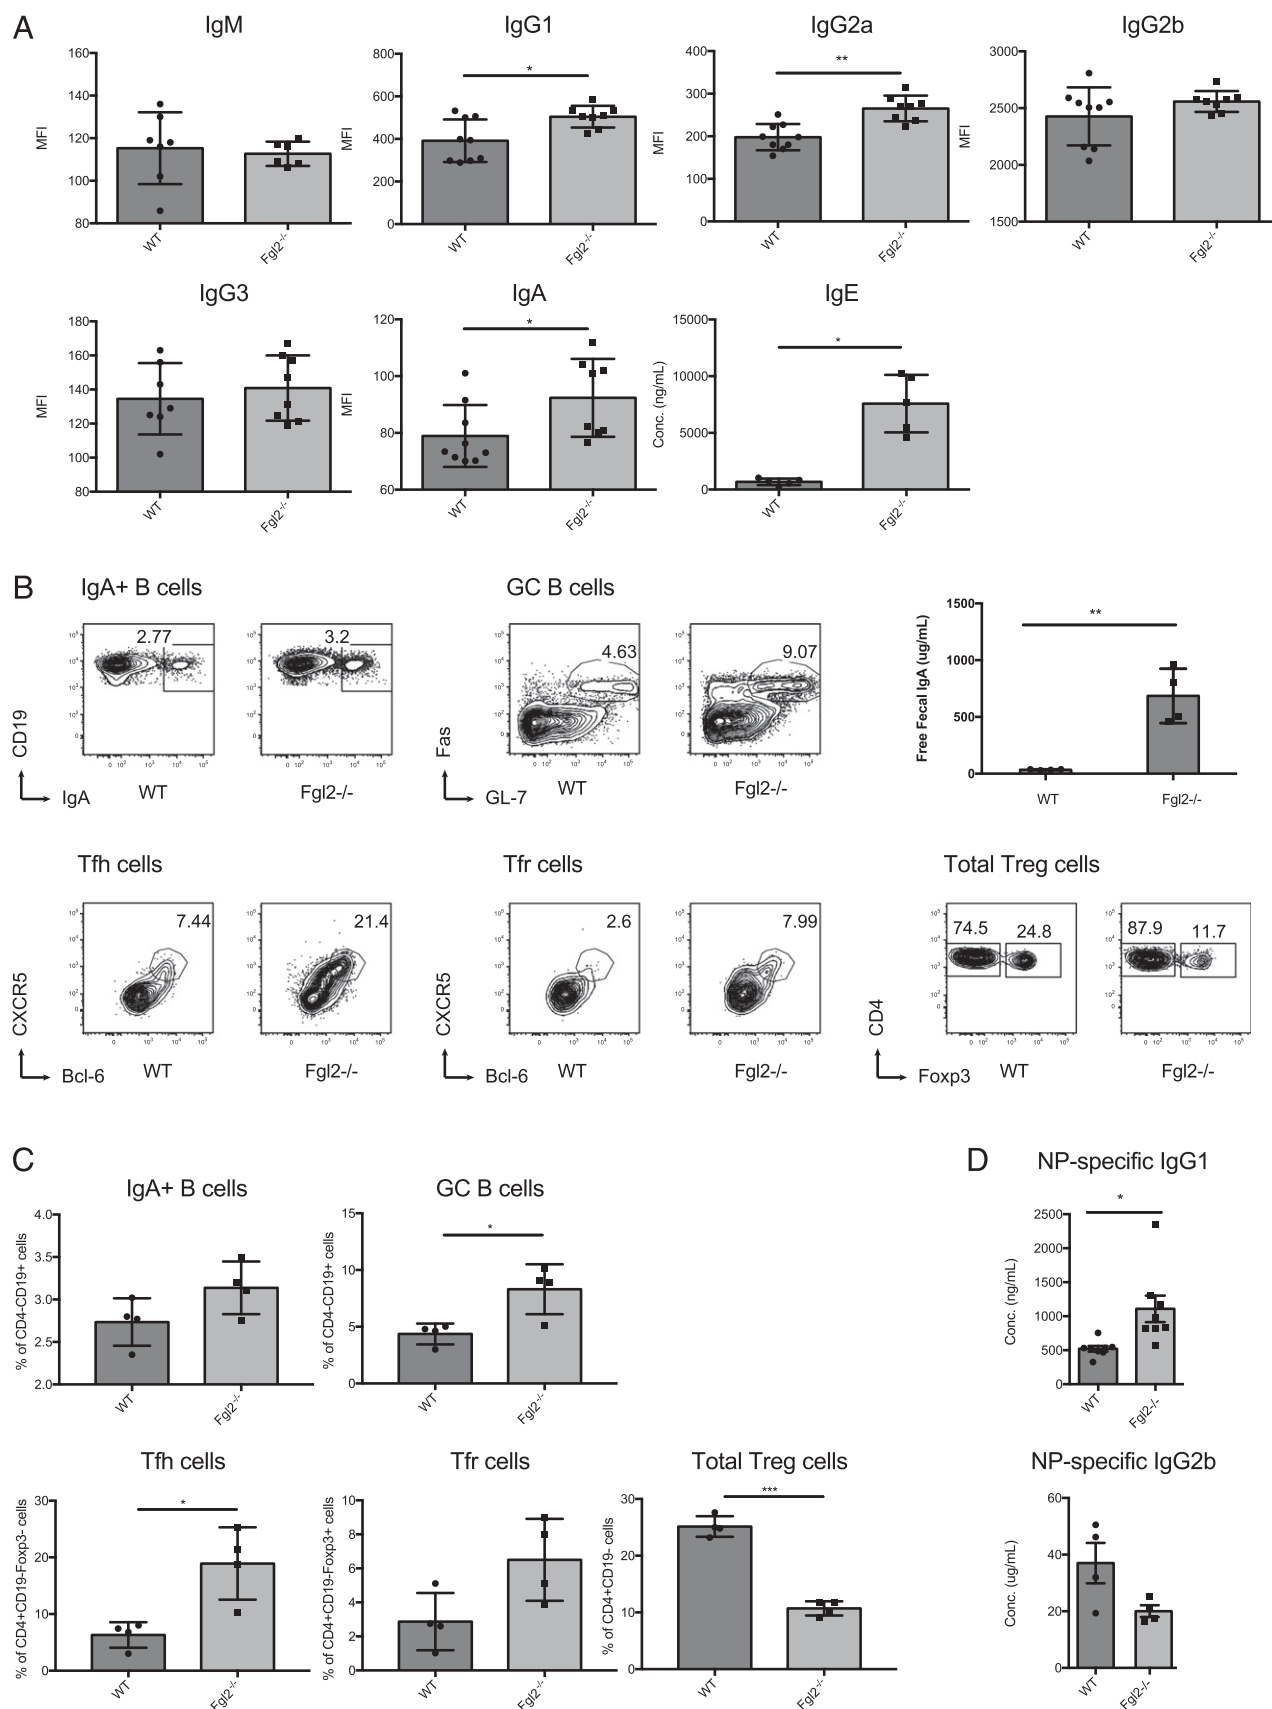 A
IgM
MFI
160
140
120
100
80
WT
Fgl2-/-
IgG1
MFI
800
600
400
200
0
*
WT
Fgl2-/-
IgG2a
MFI
400
300
200
100
0
**
WT
Fgl2-/-
IgG2b
MFI
3000
2500
2000
1500
WT
Fgl2-/-
IgG3
MFI
180
160
140
120
100
80
WT
Fgl2-/-
IgA
MFI
120
100
80
60
*
WT
Fgl2-/-
IgE
Conc. (ng/mL)
15000
10000
5000
0
*
WT
Fgl2-/-
B
IgA+ B cells
2.77
3.2
CD19
IgA
WT
Fgl2-/-
GC B cells
4.63
9.07
Fas
GL-7
WT
Fgl2-/-
Free Fecal IgA (ug/mL)
1500
1000
500
0
**
WT
Fgl2-/-
Tfh cells
7.44
21.4
CXCR5
Bcl-6
WT
Fgl2-/-
Tfr cells
2.6
7.99
CXCR5
Bcl-6
WT
Fgl2-/-
Total Treg cells
74.5
24.8
87.9
11.7
CD4
Foxp3
WT
Fgl2-/-
C
IgA+ B cells
% of CD4-CD19+ cells
4.0
3.5
3.0
2.5
2.0
WT
Fgl2-/-
GC B cells
% of CD4-CD19+ cells
15
10
5
0
*
WT
Fgl2-/-
Tfh cells
% of CD4+CD19-Foxp3- cells
30
20
10
0
*
WT
Fgl2-/-
Tfr cells
% of CD4+CD19-Foxp3+ cells
10
8
6
4
2
0
WT
Fgl2-/-
Total Treg cells
% of CD4+CD19- cells
30
20
10
0
***
WT
Fgl2-/-
D
NP-specific IgG1
Conc. (ng/mL)
2500
2000
1500
1000
500
0
*
WT
Fgl2-/-
NP-specific IgG2b
Conc. (ug/mL)
60
40
20
0
WT
Fgl2-/-